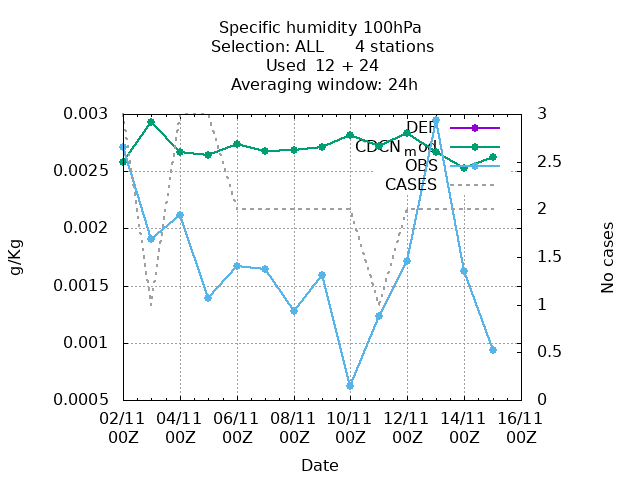 Specific humidity 100hPa
Selection: ALL 4 stations
Used 12 + 24
Averaging window: 24h
g/Kg
0.003
0.0025
0.002
0.0015
0.001
0.0005
DEF
CDCN_mod
OBS
CASES
3
2.5
2
1.5
1
0.5
0
No cases
02/11 04/11 06/11 08/11 10/11 12/11 14/11 16/11
00Z 00Z 00Z 00Z 00Z 00Z 00Z 00Z
Date